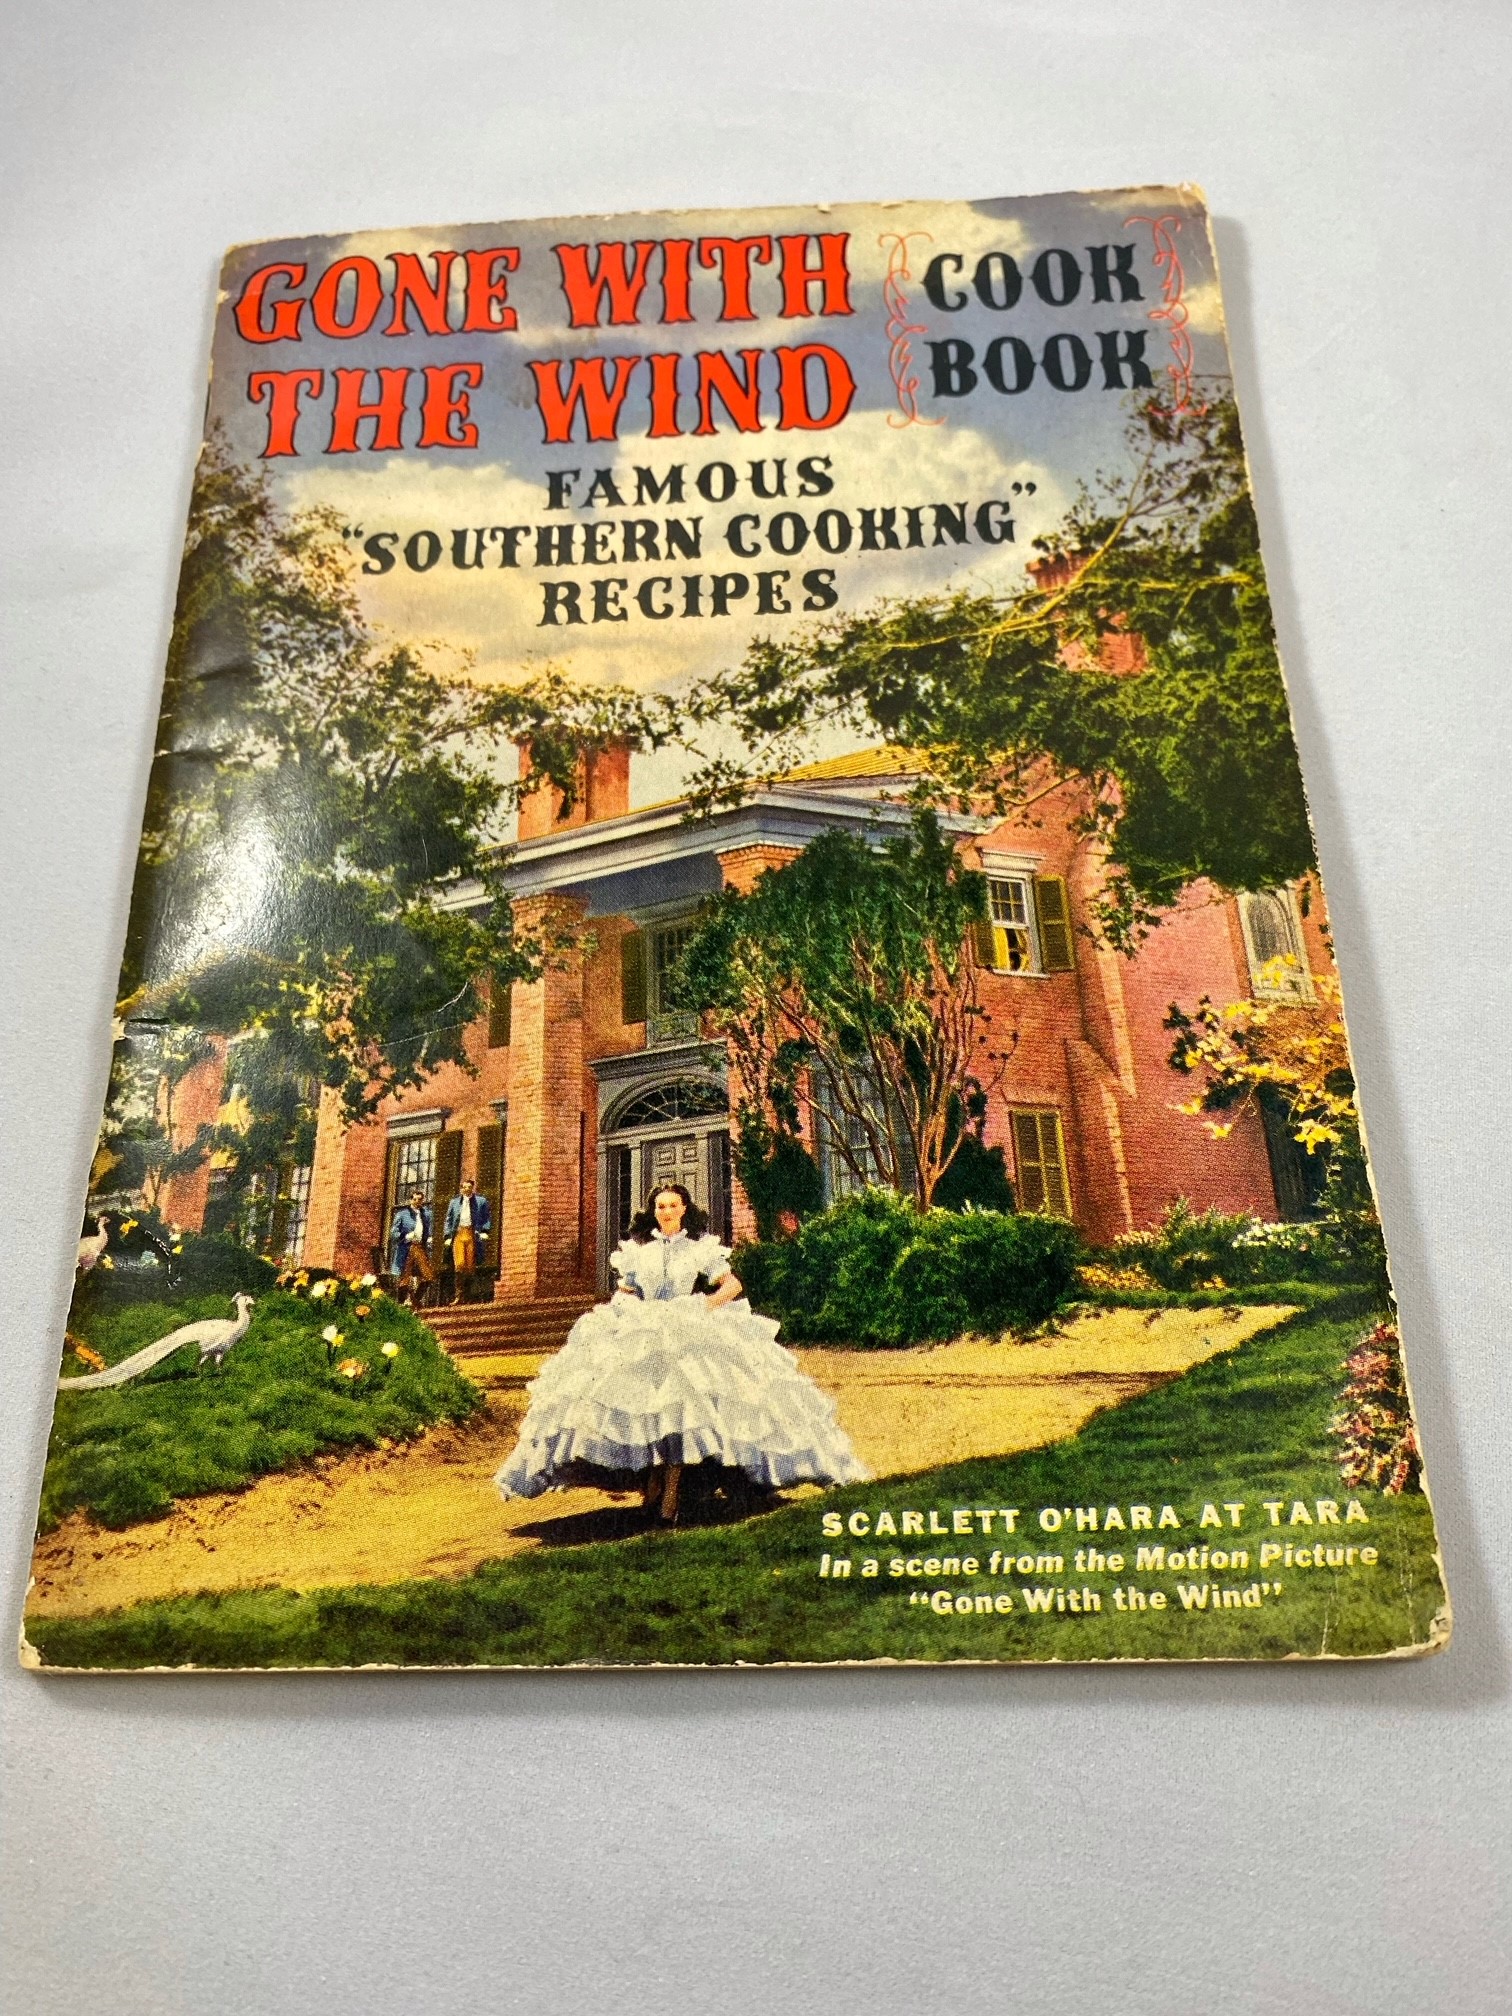 GONE WITH
THE WIND
COOK
BOOK
FAMOUS
“SOUTHERN COOKING”
RECIPES
SCARLETT O'HARA AT TARA
In a scene from the Motion Picture
“Gone With the Wind”